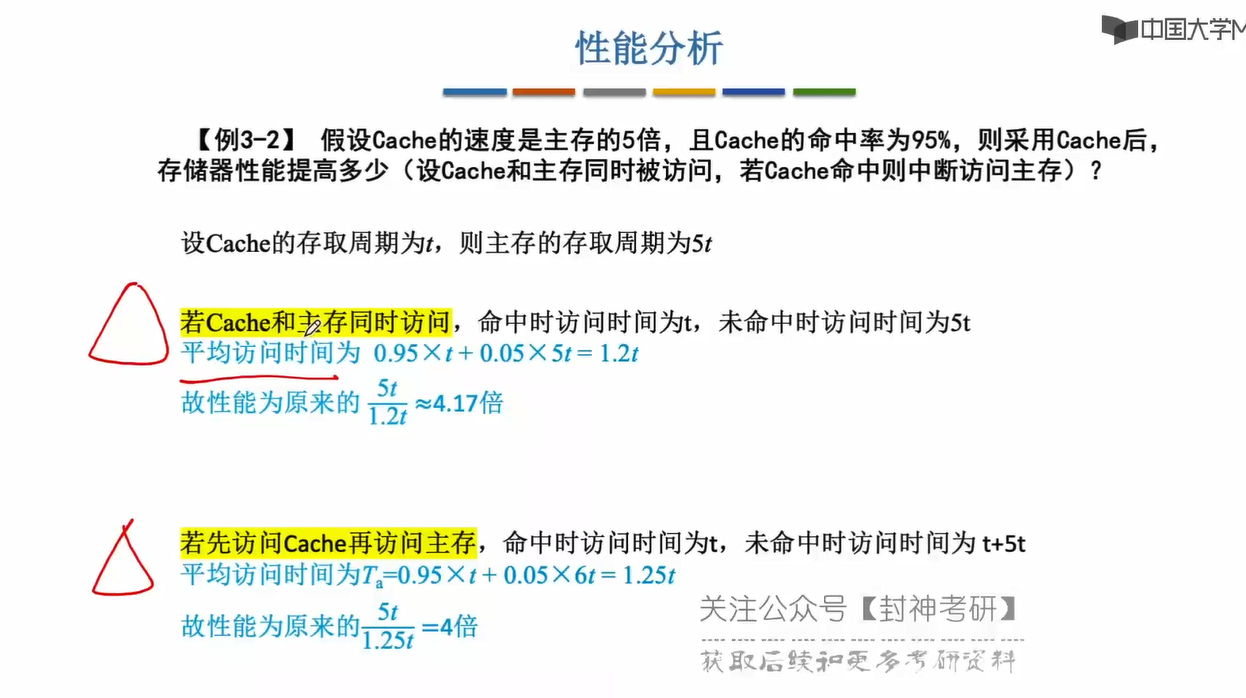 中国大学M
性能分析
【例3-2】 假设Cache的速度是主存的5倍，且Cache的命中率为95%，则采用Cache后，
存储器性能提高多少（设Cache和主存同时被访问，若Cache命中则中断访问主存）？
设Cache的存取周期为t，则主存的存取周期为5t
若Cache和主存同时访问，命中时访问时间为t，未命中时访问时间为5t
平均访问时间为 0.95×t + 0.05×5t = 1.2t
故性能为原来的 5t/1.2t ≈4.17倍
若先访问Cache再访问主存，命中时访问时间为t，未命中时访问时间为 t+5t
平均访问时间为Ta=0.95×t + 0.05×6t = 1.25t
故性能为原来的 5t/1.25t =4倍
关注公众号【封神考研】
获取后续和更多考研资料